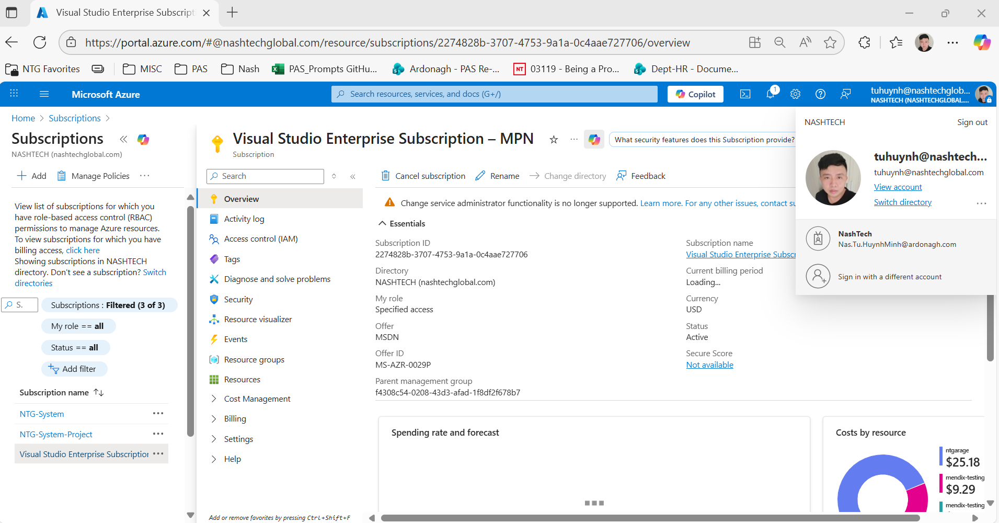 Visual Studio Enterprise Subscript
https://portal.azure.com/#@nashtechglobal.com/resource/subscriptions/2274828b-3707-4753-9a1a-0c4aae727706/overview
NTG Favorites
MISC
PAS
Nash
PAS_Prompts GitHu...
Ardonagh - PAS Re-...
NT
03119 - Being a Pro...
Dept-HR - Docume...
Microsoft Azure
Search resources, services, and docs (G+/)
Copilot
1
tuhuynh@nashtechglob...
NASHTECH (NASHTECHGLOBAL....
Home > Subscriptions >
Subscriptions
NASHTECH (nashtechglobal.com)
Add
Manage Policies
View list of subscriptions for which you
have role-based access control (RBAC)
permissions to manage Azure resources.
To view subscriptions for which you have
billing access, click here
Showing subscriptions in NASHTECH
directory. Don't see a subscription? Switch
directories
S.
Subscriptions : Filtered (3 of 3)
My role == all
Status == all
Add filter
Subscription name
NTG-System
NTG-System-Project
Visual Studio Enterprise Subscription
Visual Studio Enterprise Subscription – MPN
Subscription
What security features does this Subscription provide?
Search
Overview
Activity log
Access control (IAM)
Tags
Diagnose and solve problems
Security
Resource visualizer
Events
Resource groups
Resources
Cost Management
Billing
Settings
Help
Add or remove favorites by pressing Ctrl+Shift+F
Cancel subscription
Rename
Change directory
Feedback
Change service administrator functionality is no longer supported. Learn more. For any other issues, contact su
Essentials
Subscription ID
2274828b-3707-4753-9a1a-0c4aae727706
Directory
NASHTECH (nashtechglobal.com)
My role
Specified access
Offer
MSDN
Offer ID
MS-AZR-0029P
Parent management group
f4308c54-0208-43d3-afad-1f8df2f678b7
Subscription name
Visual Studio Enterprise Subscr
Current billing period
Loading...
Currency
USD
Status
Active
Secure Score
Not available
Spending rate and forecast
Costs by resource
ntgarage
$25.18
mendix-testing
$9.29
mendix-testing
NASHTECH
Sign out
tuhuynh@nashtech...
tuhuynh@nashtechglobal.com
View account
Switch directory
NashTech
Nas.Tu.HuynhMinh@ardonagh.com
Sign in with a different account